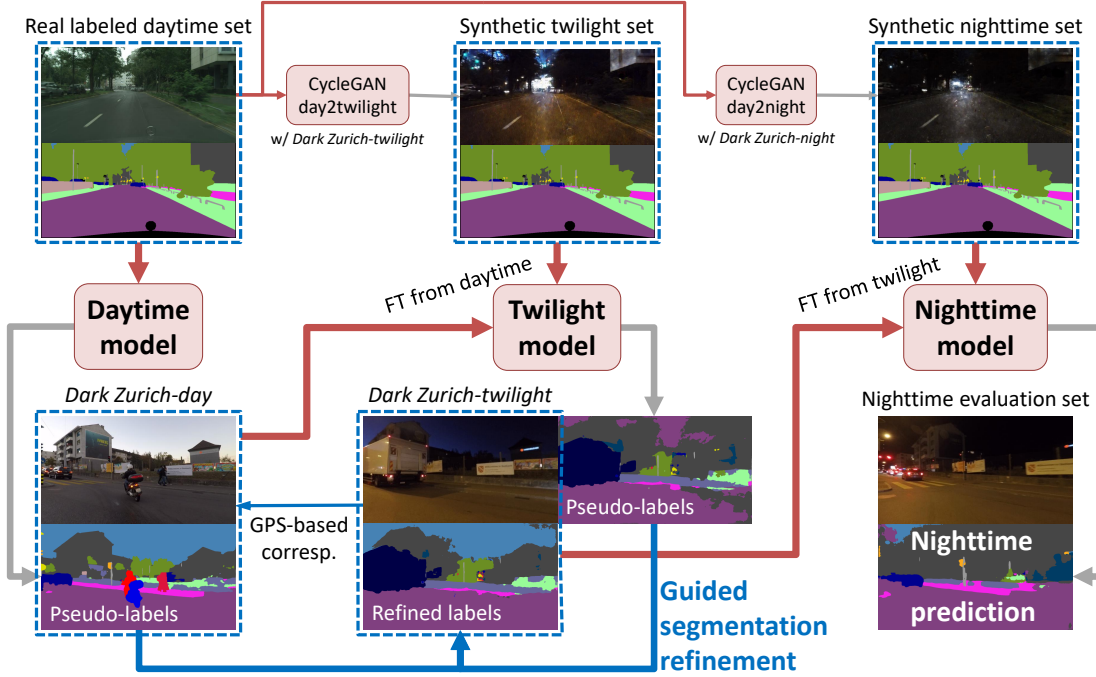 Real labeled daytime set
Synthetic twilight set
Synthetic nighttime set
CycleGAN
day2twilight
w/ Dark Zurich-twilight
CycleGAN
day2night
w/ Dark Zurich-night
FT from daytime
FT from twilight
Daytime
model
Twilight
model
Nighttime
model
Dark Zurich-day
Dark Zurich-twilight
Nighttime evaluation set
GPS-based
corresp.
Pseudo-labels
Pseudo-labels
Refined labels
Guided
segmentation
refinement
Nighttime
prediction